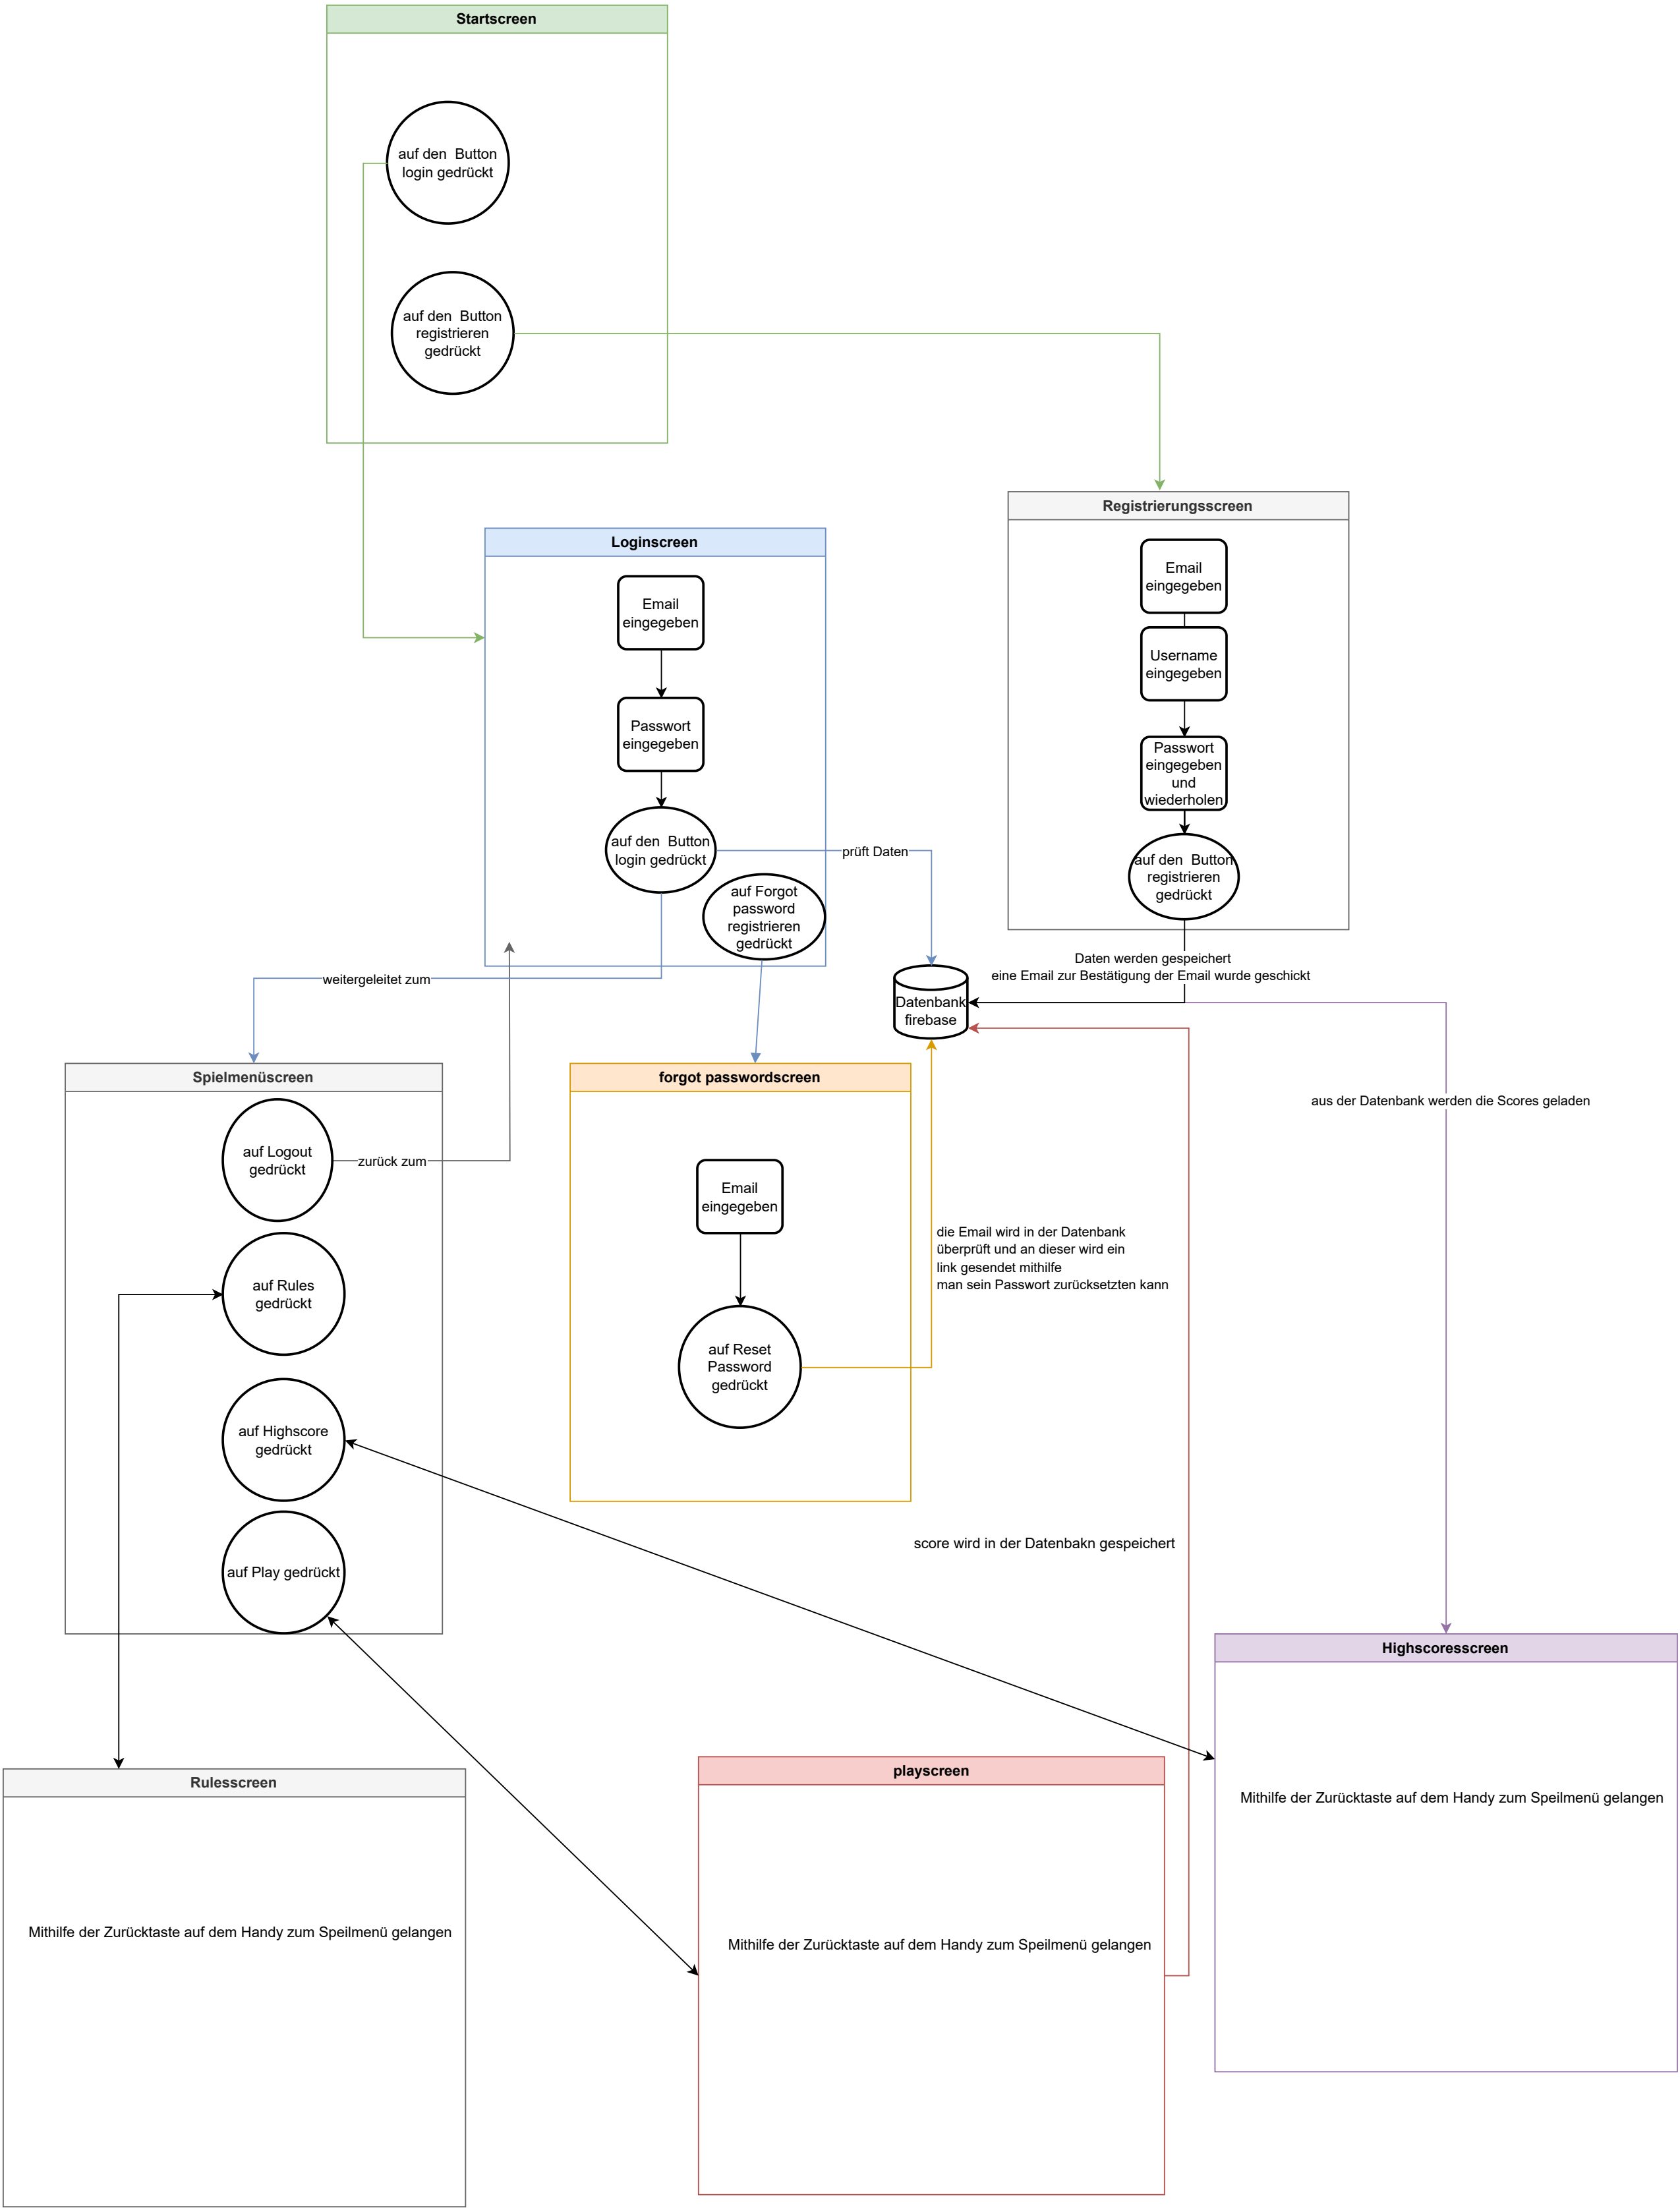 Startscreen
auf den Button
login gedrückt
auf den Button
registrieren
gedrückt
Registrierungsscreen
Email
eingegeben
Username
eingegeben
Passwort
eingegeben
und
wiederholen
auf den Button
registrieren
gedrückt
Loginscreen
Email
eingegeben
Passwort
eingegeben
auf den Button
login gedrückt
prüft Daten
auf Forgot
password
registrieren
gedrückt
Daten werden gespeichert
eine Email zur Bestätigung der Email wurde geschickt
weitergeleitet zum
Datenbank
firebase
Spielmenüscreen
auf Logout
gedrückt
zurück zum
auf Rules
gedrückt
auf Highscore
gedrückt
auf Play gedrückt
forgot passwordscreen
Email
eingegeben
auf Reset
Password
gedrückt
die Email wird in der Datenbank
überprüft und an dieser wird ein
link gesendet mithilfe
man sein Passwort zurücksetzten kann
aus der Datenbank werden die Scores geladen
score wird in der Datenbakn gespeichert
Highscoresscreen
Mithilfe der Zurücktaste auf dem Handy zum Speilmenü gelangen
playscreen
Mithilfe der Zurücktaste auf dem Handy zum Speilmenü gelangen
Rulesscreen
Mithilfe der Zurücktaste auf dem Handy zum Speilmenü gelangen